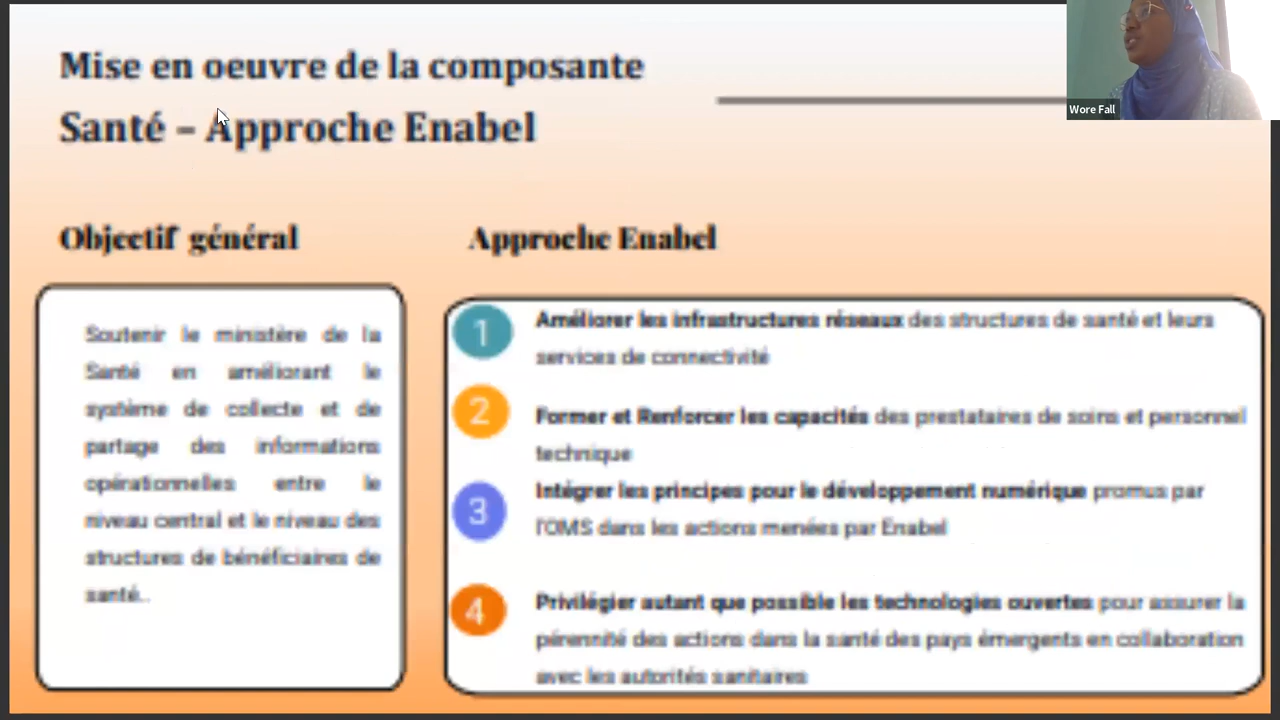 Mise en oeuvre de la composante
Santé – Approche Enabel
Wore Fall
Objectif général
Soutenir le ministère de la
Santé en améliorant le
système de collecte et de
partage des informations
opérationnelles entre le
niveau central et le niveau des
structures de bénéficiaires de
santé..
Approche Enabel
1 Améliorer les infrastructures réseaux des structures de santé et leurs
services de connectivité
2 Former et Renforcer les capacités des prestataires de soins et personnel
technique
3 Intégrer les principes pour le développement numérique promus par
l'OMS dans les actions menées par Enabel
4 Privilégier autant que possible les technologies ouvertes pour assurer la
pérennité des actions dans la santé des pays émergents en collaboration
avec les autorités sanitaires